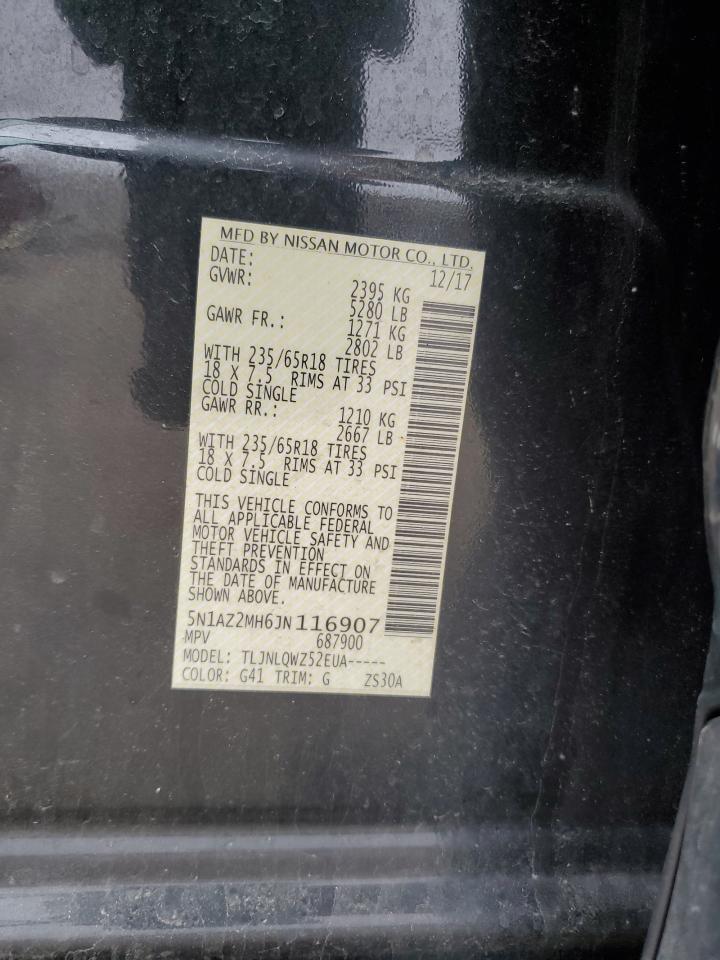 MFD BY NISSAN MOTOR CO., LTD.
DATE: 12/17
GVWR: 2395 KG
5280 LB
GAWR FR.: 1271 KG
2802 LB
WITH 235/65R18 TIRES
18 X 7.5 RIMS AT 33 PSI
COLD SINGLE
GAWR RR.: 1210 KG
2667 LB
WITH 235/65R18 TIRES
18 X 7.5 RIMS AT 33 PSI
COLD SINGLE
THIS VEHICLE CONFORMS TO
ALL APPLICABLE FEDERAL
MOTOR VEHICLE SAFETY AND
THEFT PREVENTION
STANDARDS IN EFFECT ON
THE DATE OF MANUFACTURE
SHOWN ABOVE.
5N1AZ2MH6JN116907
MPV 687900
MODEL: TLJNLQWZ52EUA-----
COLOR: G41 TRIM: G ZS30A